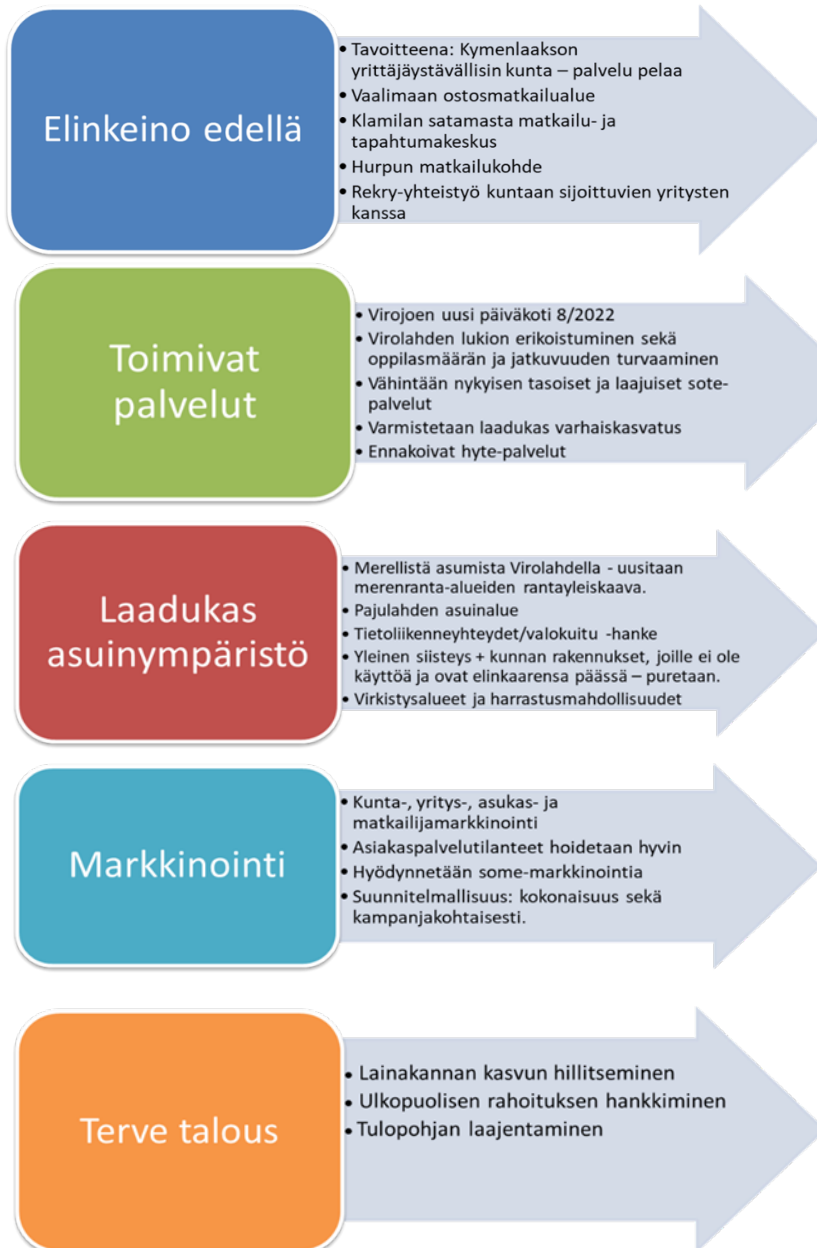 Elinkeino edellä
• Tavoitteena: Kymenlaakson
yrittäjäystävällisin kunta – palvelu pelaa
• Vaalimaan ostosmatkailualue
• Klamilan satamasta matkailu- ja
tapahtumakeskus
• Hurpun matkailukohde
• Rekry-yhteistyö kuntaan sijoittuvien yritysten
kanssa
Toimivat
palvelut
• Virojoen uusi päiväkoti 8/2022
• Virolahden lukion erikoistuminen sekä
oppilasmäärän ja jatkuvuuden turvaaminen
• Vähintään nykyisen tasoiset ja laajuiset sote-
palvelut
• Varmistetaan laadukas varhaiskasvatus
• Ennakoivat hyte-palvelut
Laadukas
asuinympäristö
• Merellistä asumista Virolahdella - uusitaan
merenranta-alueiden rantayleiskaava.
• Pajulahden asuinalue
• Tietoliikenneyhteydet/valokuitu -hanke
• Yleinen siisteys + kunnan rakennukset, joille ei ole
käyttöä ja ovat elinkaarensa päässä – puretaan.
• Virkistysalueet ja harrastusmahdollisuudet
Markkinointi
• Kunta-, yritys-, asukas- ja
matkailijamarkkinointi
• Asiakaspalvelutilanteet hoidetaan hyvin
• Hyödynnetään some-markkinointia
• Suunnitelmallisuus: kokonaisuus sekä
kampanjakohtaisesti.
Terve talous
• Lainakannan kasvun hillitseminen
• Ulkopuolisen rahoituksen hankkiminen
• Tulopohjan laajentaminen